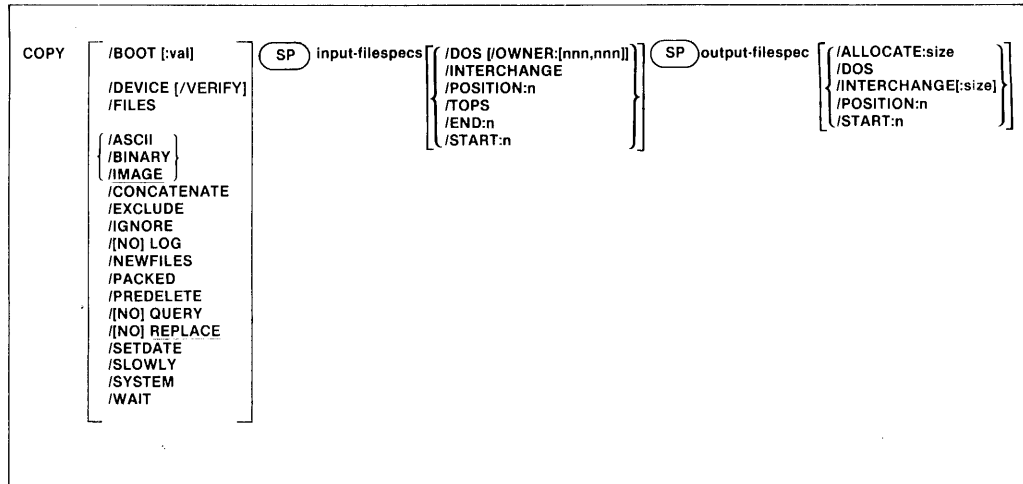 COPY
/BOOT [:val]
/DEVICE [/VERIFY]
/FILES
/ASCII
/BINARY
/IMAGE
/CONCATENATE
/EXCLUDE
/IGNORE
/[NO] LOG
/NEWFILES
/PACKED
/PREDELETE
/[NO] QUERY
/[NO] REPLACE
/SETDATE
/SLOWLY
/SYSTEM
/WAIT
SP
input-filespecs
/DOS [/OWNER:[nnn,nnn]]
/INTERCHANGE
/POSITION:n
/TOPS
/END:n
/START:n
SP
output-filespec
/ALLOCATE:size
/DOS
/INTERCHANGE[:size]
/POSITION:n
/START:n